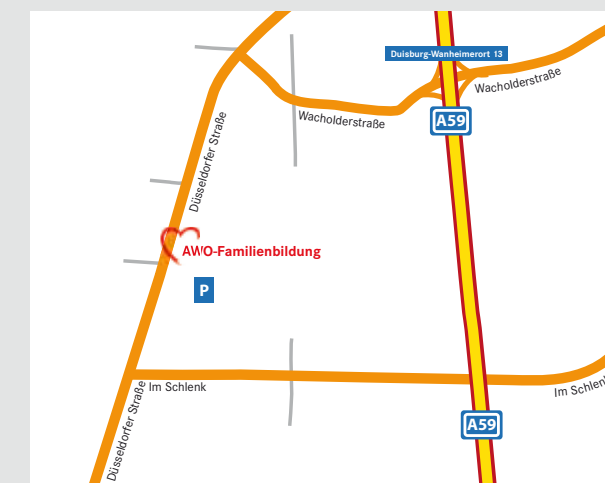 Duisburg-Wanheimerort 13
Wacholderstraße
A59
Wacholderstraße
Düsseldorfer Straße
AWO-Familienbildung
P
Im Schlenk
Im Schlenk
Düsseldorfer Straße
A59